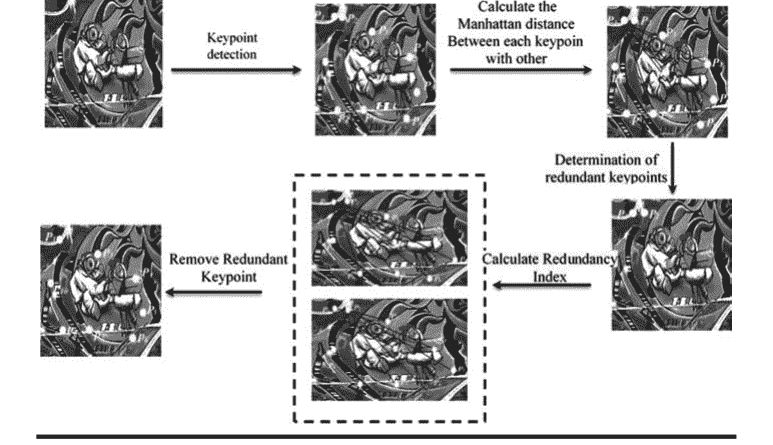 Keypoint
detection
Calculate the
Manhattan distance
Between each keypoin
with other
Determination of
redundant keypoints
Calculate Redundancy
Index
Remove Redundant
Keypoint